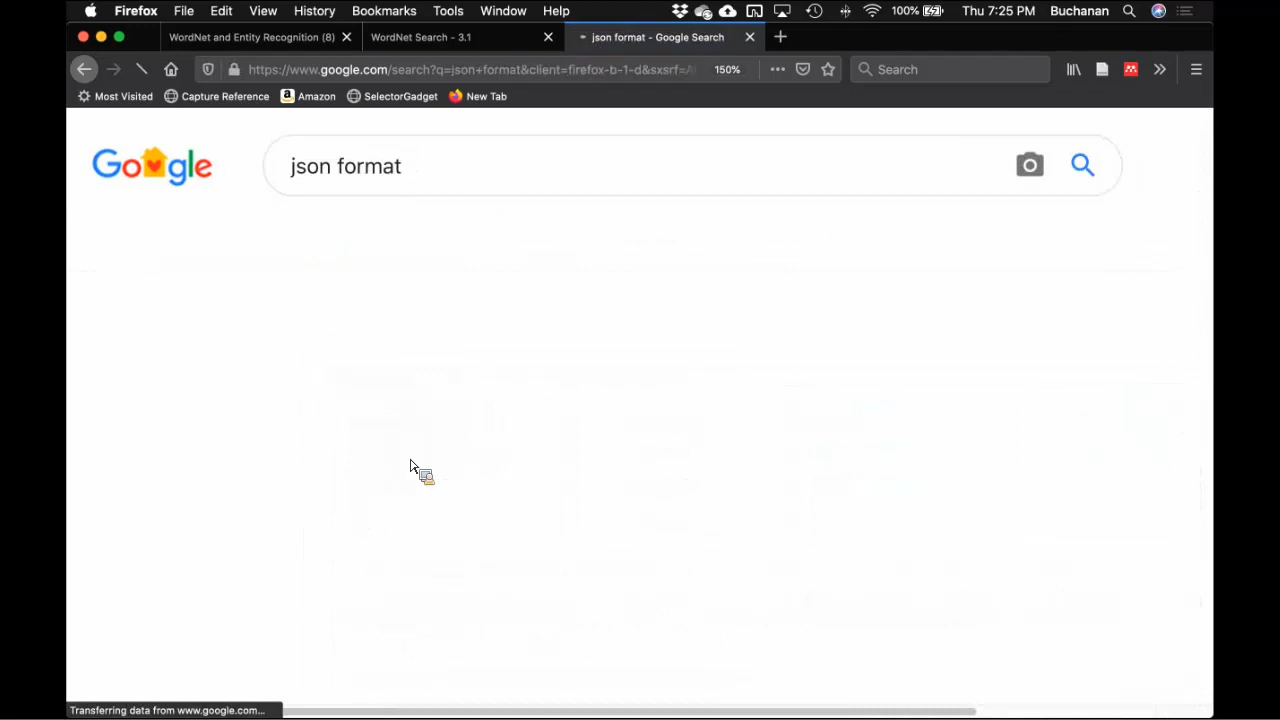 Firefox File Edit View History Bookmarks Tools Window Help 100% Thu 7:25 PM Buchanan
WordNet and Entity Recognition (8) WordNet Search - 3.1 json format - Google Search
https://www.google.com/search?q=json+format&client=firefox-b-1-d&sxsrf= 150% Search
Most Visited Capture Reference Amazon SelectorGadget New Tab
Google json format
Transferring data from www.google.com...